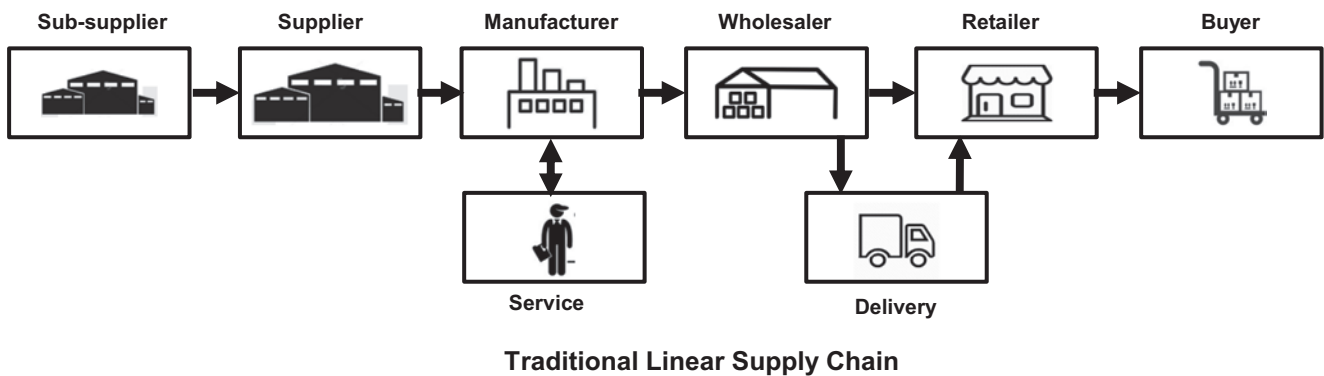 Sub-supplier
Supplier
Manufacturer
Wholesaler
Retailer
Buyer
Service
Delivery
Traditional Linear Supply Chain